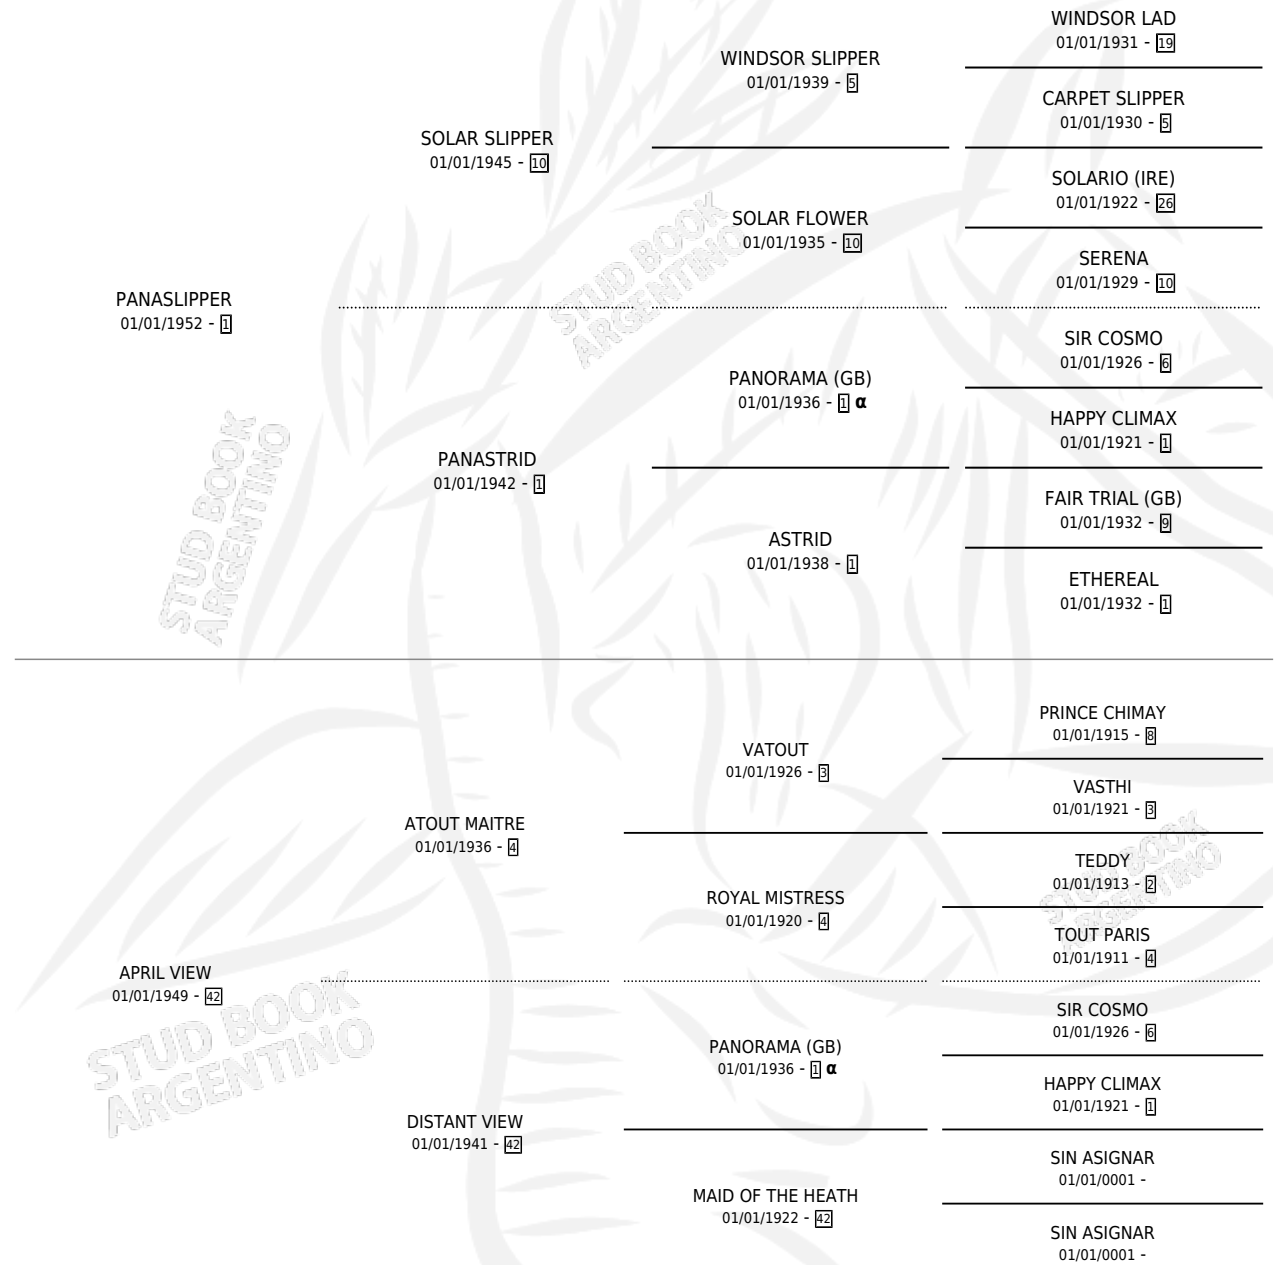 WINDSOR LAD
01/01/1931 - 19
WINDSOR SLIPPER
01/01/1939 - 5
CARPET SLIPPER
01/01/1930 - 5
SOLAR SLIPPER
01/01/1945 - 10
SOLARIO (IRE)
01/01/1922 - 26
SOLAR FLOWER
01/01/1935 - 10
SERENA
01/01/1929 - 10
PANASLIPPER
01/01/1952 - 1
SIR COSMO
01/01/1926 - 6
PANORAMA (GB)
01/01/1936 - 1 α
HAPPY CLIMAX
01/01/1921 - 1
PANASTRID
01/01/1942 - 1
FAIR TRIAL (GB)
01/01/1932 - 9
ASTRID
01/01/1938 - 1
ETHEREAL
01/01/1932 - 1
STUD BOOK
ARGENTINO
STUD BOOK
ARGENTINO
PRINCE CHIMAY
01/01/1915 - 8
VATOUT
01/01/1926 - 3
VASTHI
01/01/1921 - 3
ATOUT MAITRE
01/01/1936 - 4
TEDDY
01/01/1913 - 2
ROYAL MISTRESS
01/01/1920 - 4
TOUT PARIS
01/01/1911 - 4
APRIL VIEW
01/01/1949 - 42
SIR COSMO
01/01/1926 - 6
PANORAMA (GB)
01/01/1936 - 1 α
HAPPY CLIMAX
01/01/1921 - 1
DISTANT VIEW
01/01/1941 - 42
SIN ASIGNAR
01/01/0001 -
MAID OF THE HEATH
01/01/1922 - 42
SIN ASIGNAR
01/01/0001 -
STUD BOOK
ARGENTINO
STUD BOOK
ARGENTINO